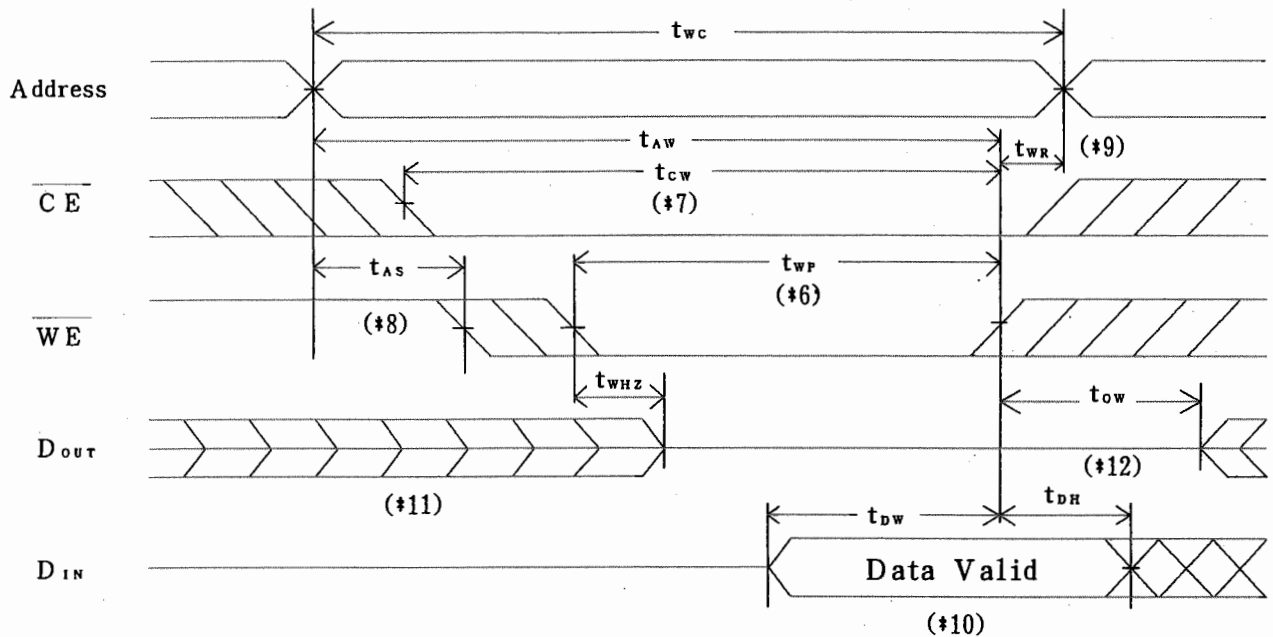 tWC
Address
tAW
tWR (*9)
tCW
(*7)
CE
tAS
(*8)
tWP
(*6)
WE
tWHZ
tOW
DOUT
(*11)
(*12)
tDW
tDH
DIN
Data Valid
(*10)